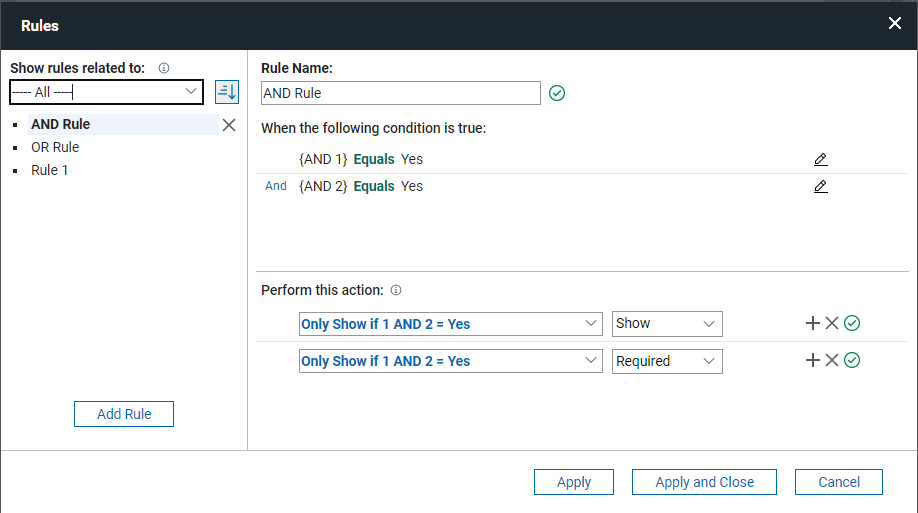 Rules
Show rules related to:
----- All -----
AND Rule
OR Rule
Rule 1
Add Rule
Rule Name:
AND Rule
When the following condition is true:
{AND 1} Equals Yes
And {AND 2} Equals Yes
Perform this action:
Only Show if 1 AND 2 = Yes Show
Only Show if 1 AND 2 = Yes Required
Apply Apply and Close Cancel